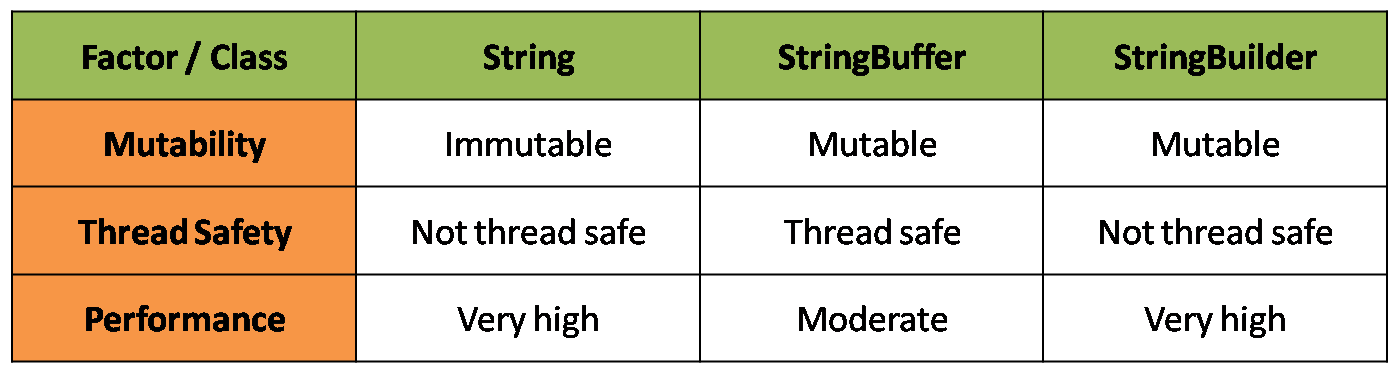 Factor / Class String StringBuffer StringBuilder
Mutability Immutable Mutable Mutable
Thread Safety Not thread safe Thread safe Not thread safe
Performance Very high Moderate Very high